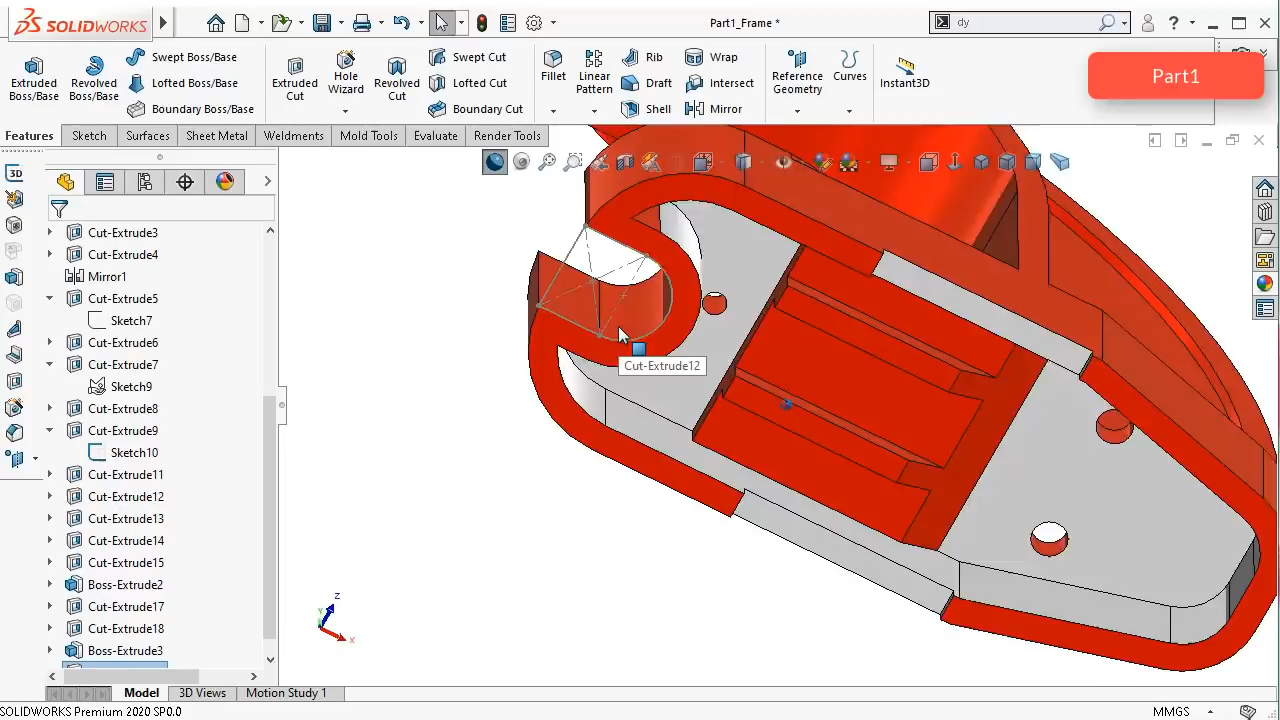 SOLIDWORKS
Part1_Frame *
dy
Extruded Boss/Base
Revolved Boss/Base
Swept Boss/Base
Lofted Boss/Base
Boundary Boss/Base
Extruded Cut
Hole Wizard
Revolved Cut
Swept Cut
Lofted Cut
Boundary Cut
Fillet
Linear Pattern
Rib
Draft
Shell
Wrap
Intersect
Mirror
Reference Geometry
Curves
Instant3D
Part1
Features
Sketch
Surfaces
Sheet Metal
Weldments
Mold Tools
Evaluate
Render Tools
3D
Cut-Extrude3
Cut-Extrude4
Mirror1
Cut-Extrude5
Sketch7
Cut-Extrude6
Cut-Extrude7
Sketch9
Cut-Extrude8
Cut-Extrude9
Sketch10
Cut-Extrude11
Cut-Extrude12
Cut-Extrude13
Cut-Extrude14
Cut-Extrude15
Boss-Extrude2
Cut-Extrude17
Cut-Extrude18
Boss-Extrude3
Cut-Extrude12
Z
Y
X
Model
3D Views
Motion Study 1
SOLIDWORKS Premium 2020 SP0.0
MMGS